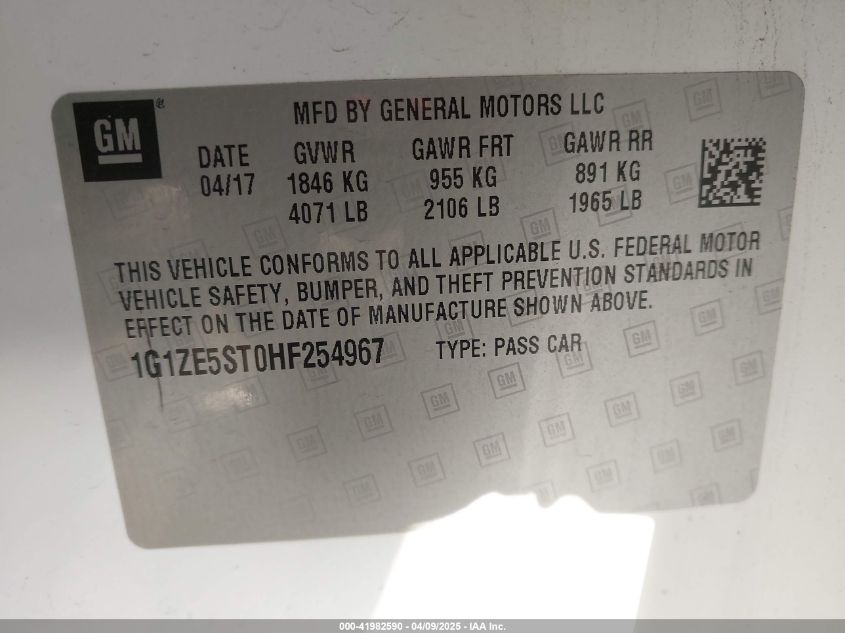 GM ®
MFD BY GENERAL MOTORS LLC
DATE GVWR GAWR FRT GAWR RR
04/17 1846 KG 955 KG 891 KG
4071 LB 2106 LB 1965 LB
THIS VEHICLE CONFORMS TO ALL APPLICABLE U.S. FEDERAL MOTOR
VEHICLE SAFETY, BUMPER, AND THEFT PREVENTION STANDARDS IN
EFFECT ON THE DATE OF MANUFACTURE SHOWN ABOVE.
1G1ZE5ST0HF254967 TYPE: PASS CAR
000-41982590 - 04/09/2025 - IAA Inc.